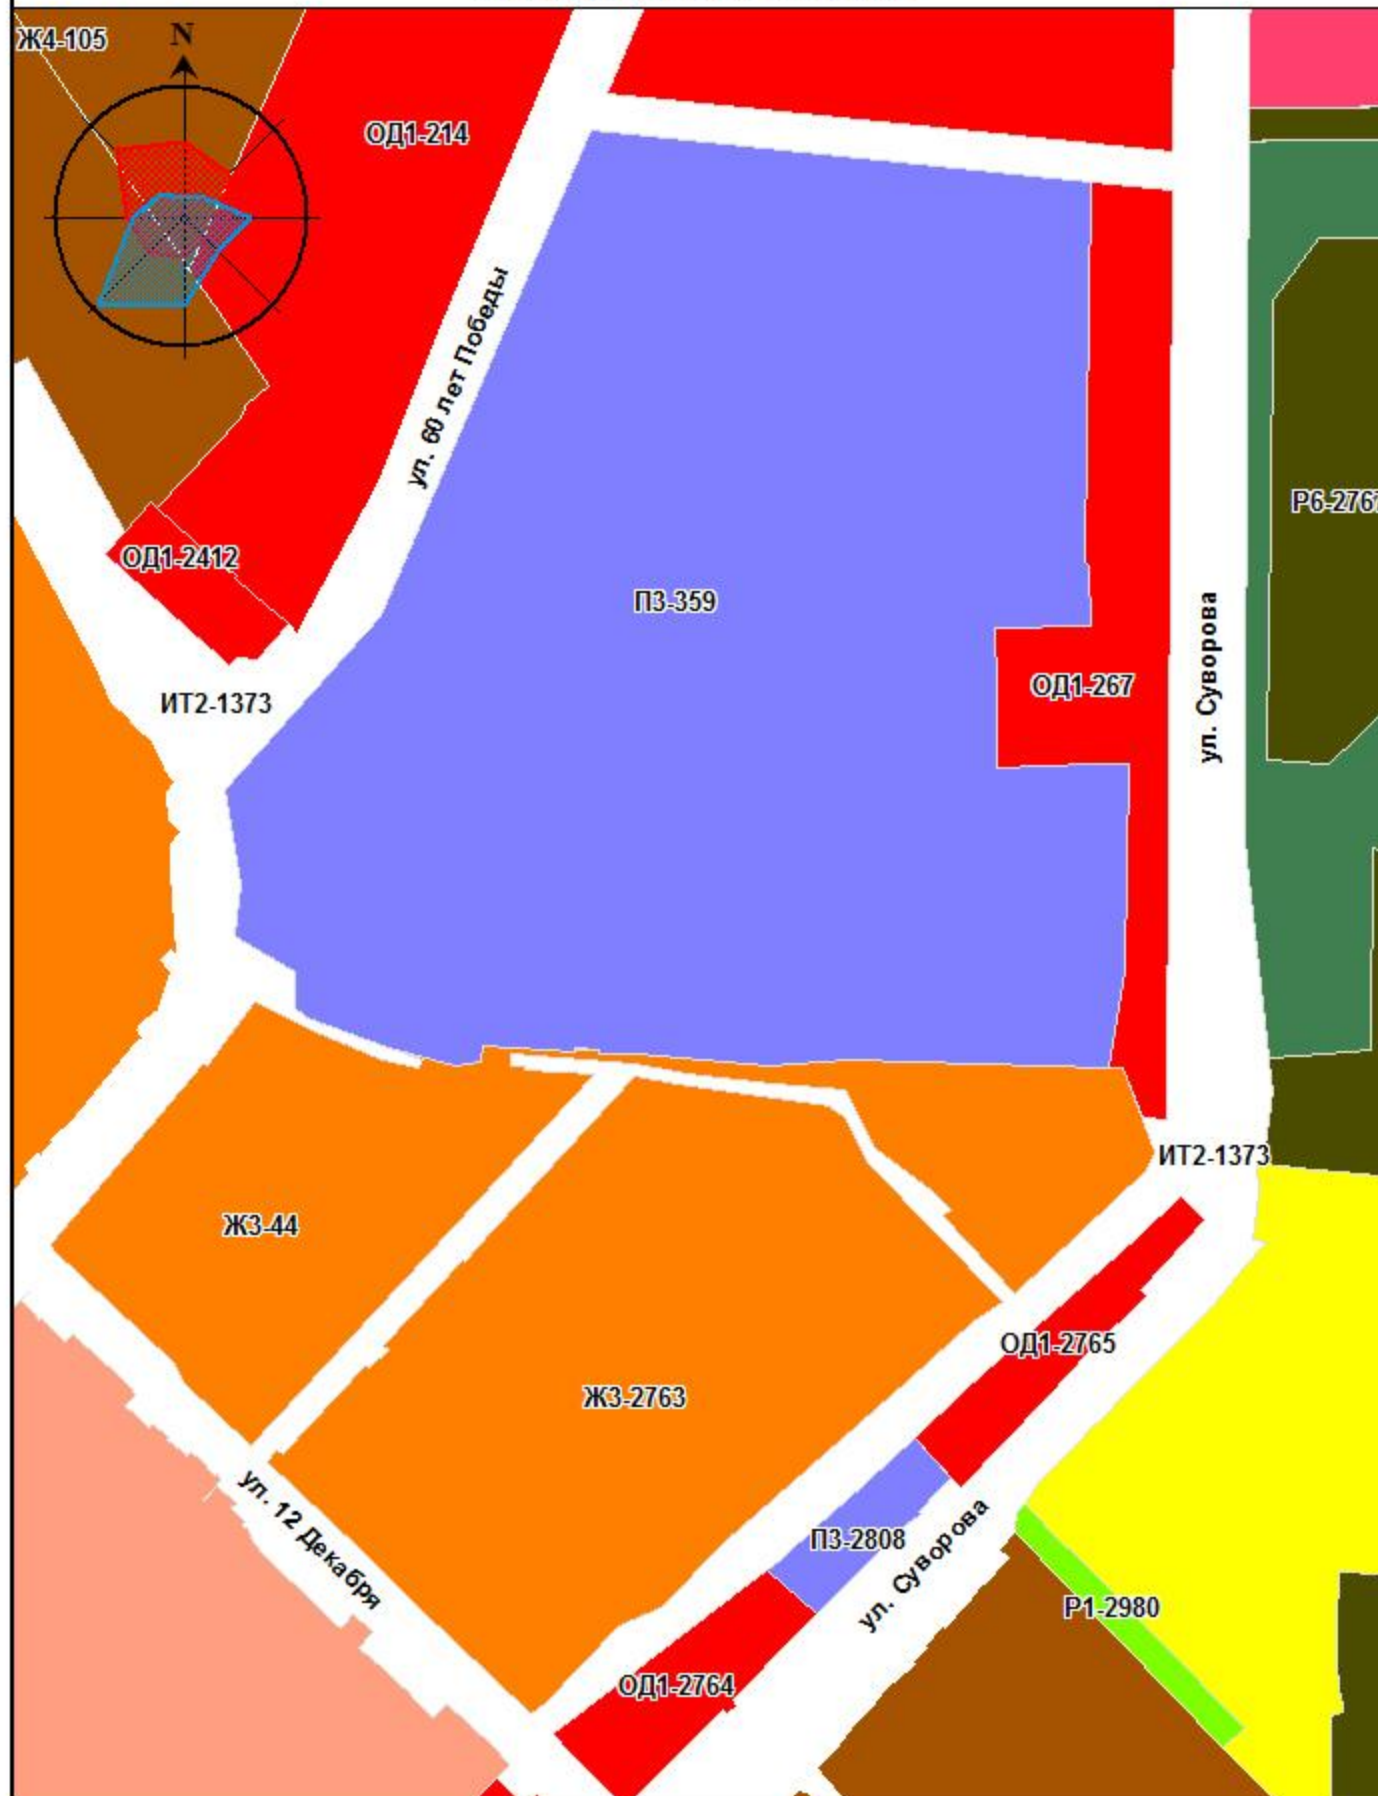 Ж4-105
N
ОД1-214
ул. 60 лет Победы
Р6-276
ОД1-2412
П3-359
ул. Суворова
ОД1-267
ИТ2-1373
ИТ2-1373
Ж3-44
ОД1-2765
Ж3-2763
ул. 12 Декабря
П3-2808
ул. Суворова
Р1-2980
ОД1-2764